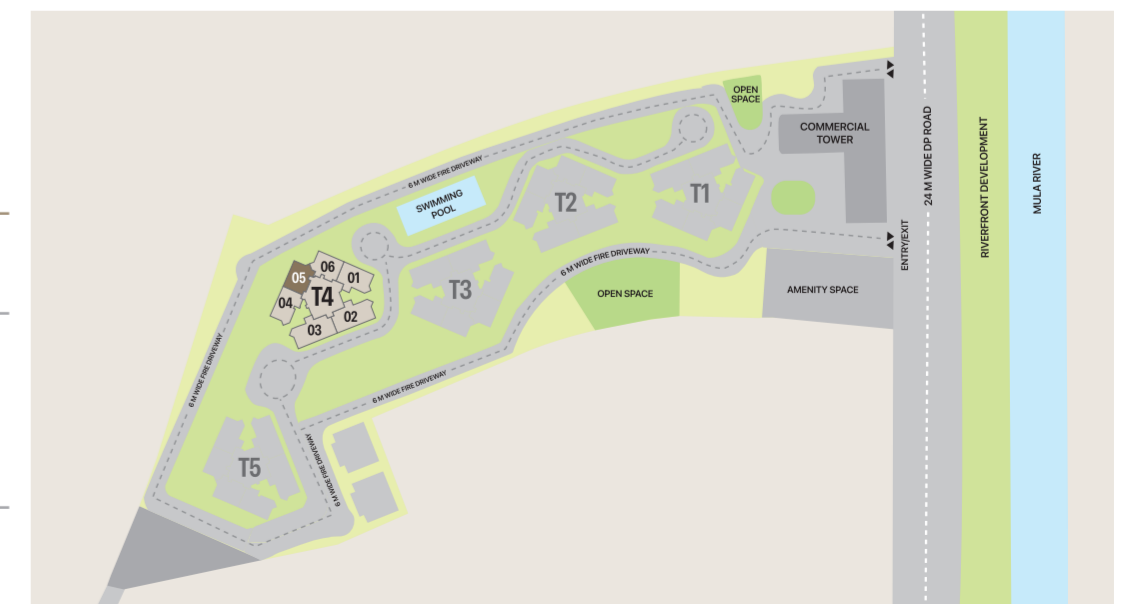 OPEN
SPACE
COMMERCIAL
TOWER
24 M WIDE DP ROAD
RIVERFRONT DEVELOPMENT
MULA RIVER
6 M WIDE FIRE DRIVEWAY
SWIMMING
POOL
T2
T1
ENTRY/EXIT
6 M WIDE FIRE DRIVEWAY
06
05
01
T4
04
02
03
T3
OPEN SPACE
AMENITY SPACE
6 M WIDE FIRE DRIVEWAY
6 M WIDE FIRE DRIVEWAY
6 M WIDE FIRE DRIVEWAY
T5